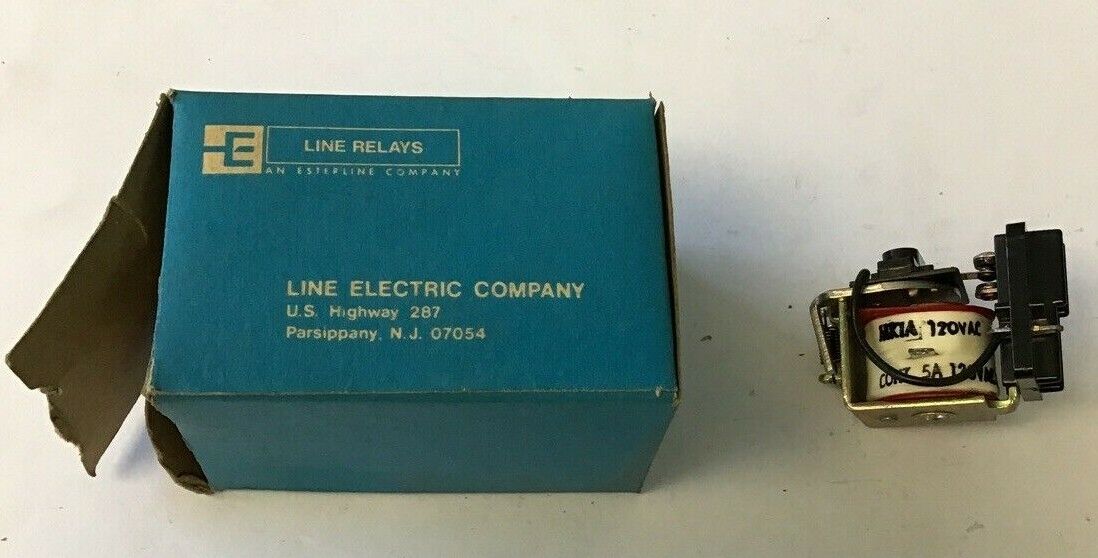 LINE RELAYS
AN ESTERLINE COMPANY
LINE ELECTRIC COMPANY
U.S. Highway 287
Parsippany, N.J. 07054
120VAC
5A